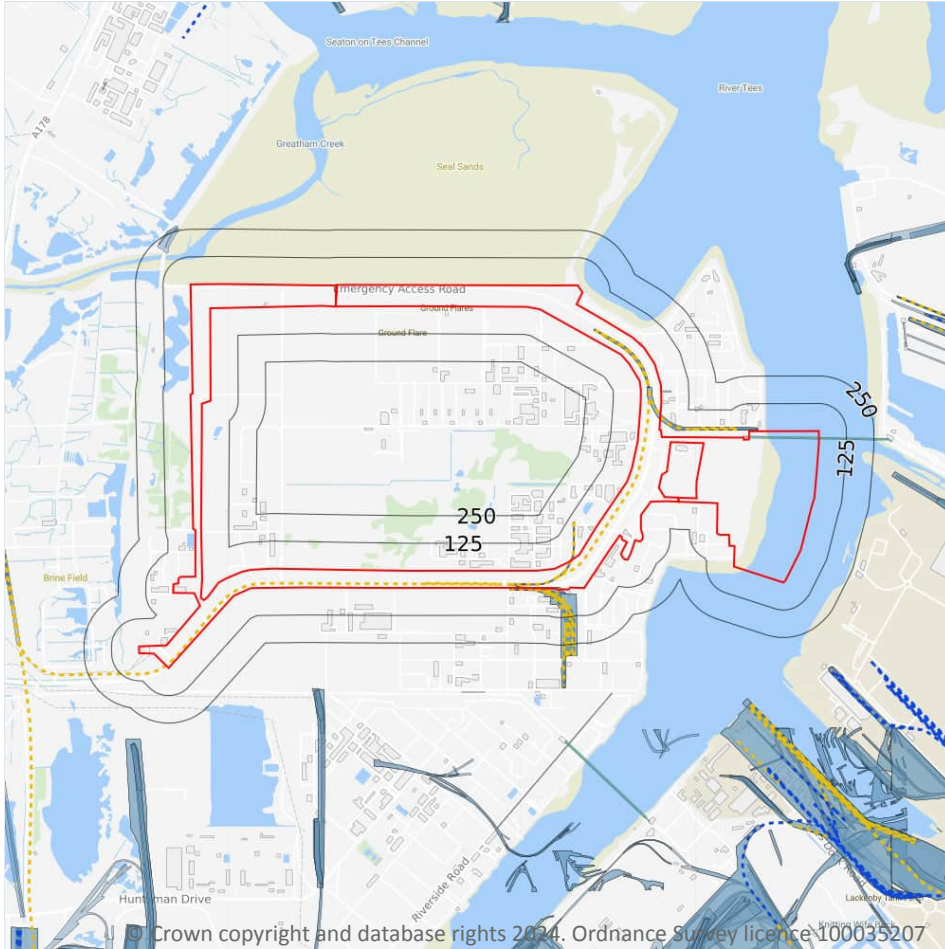 Seaton on Tees Channel
River Tees
A178
Greatham Creek
Seal Sands
Emergency Access Road
Ground Flares
Ground Flare
250
125
250
125
Brine Field
Huntsman Drive
Riverside Road
Road
Lackenby
© Crown copyright and database rights 2024. Ordnance Survey licence 100035207